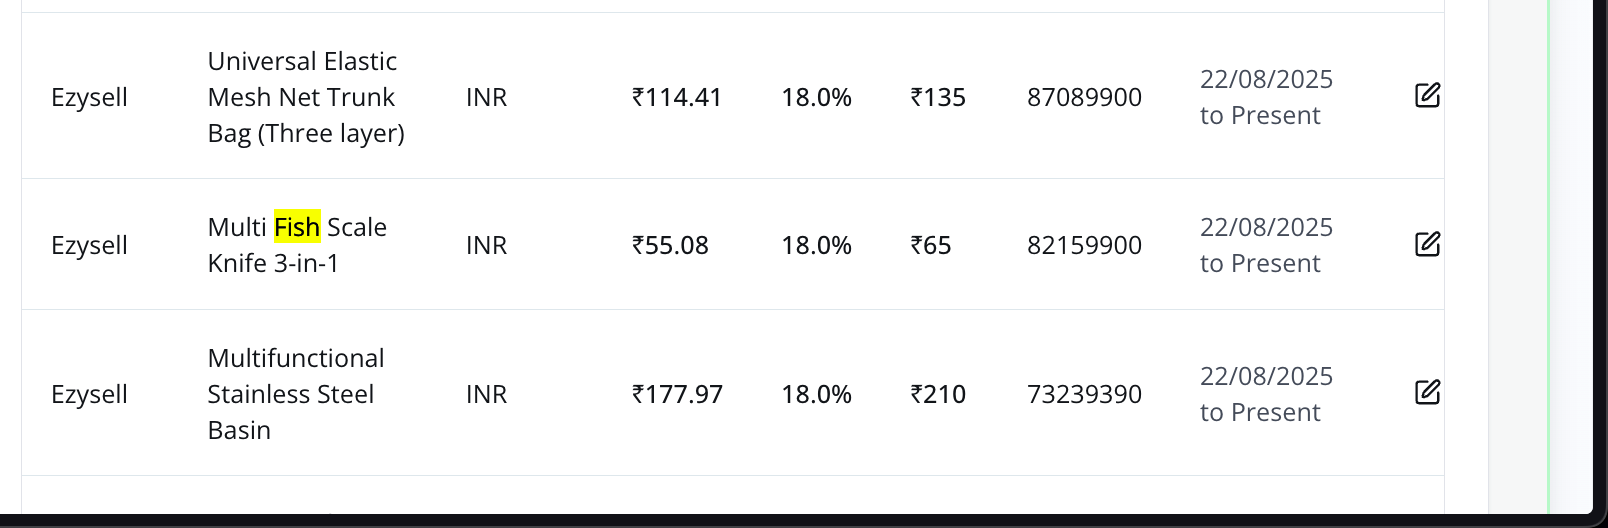 Ezysell Universal Elastic Mesh Net Trunk Bag (Three layer) INR ₹114.41 18.0% ₹135 87089900 22/08/2025 to Present
Ezysell Multi Fish Scale Knife 3-in-1 INR ₹55.08 18.0% ₹65 82159900 22/08/2025 to Present
Ezysell Multifunctional Stainless Steel Basin INR ₹177.97 18.0% ₹210 73239390 22/08/2025 to Present